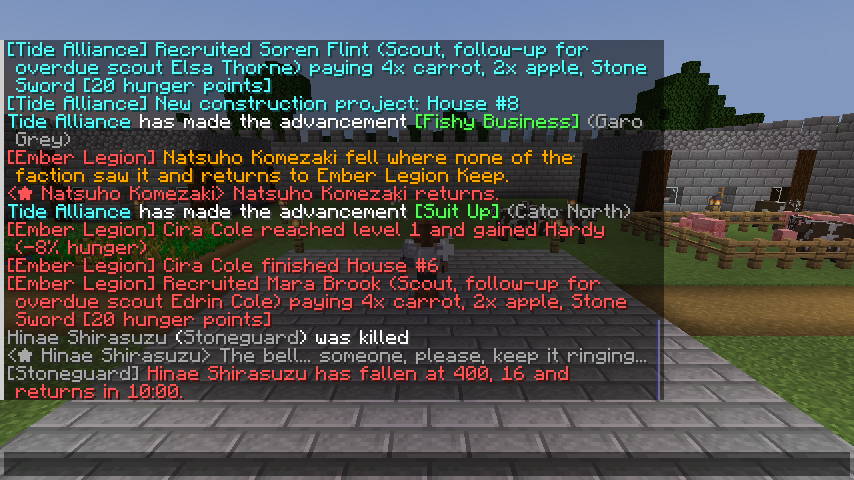 [Tide Alliance] Recruited Soren Flint (Scout, follow-up for
overdue scout Elsa Thorne) paying 4x carrot, 2x apple, Stone
Sword [20 hunger points]
[Tide Alliance] New construction project: House #8
Tide Alliance has made the advancement [Fishy Business] (Garo
Grey)
[Ember Legion] Natsuho Komezaki fell where none of the
faction saw it and returns to Ember Legion Keep.
<★ Natsuho Komezaki> Natsuho Komezaki returns.
Tide Alliance has made the advancement [Suit Up] (Cato North)
[Ember Legion] Cira Cole reached level 1 and gained Hardy
(-8% hunger)
[Ember Legion] Cira Cole finished House #6
[Ember Legion] Recruited Mara Brook (Scout, follow-up for
overdue scout Edrin Cole) paying 4x carrot, 2x apple, Stone
Sword [20 hunger points]
Hinae Shirasuzu (Stoneguard) was killed
<★ Hinae Shirasuzu> The bell... someone, please, keep it ringing...
[Stoneguard] Hinae Shirasuzu has fallen at 400, 16 and
returns in 10:00.